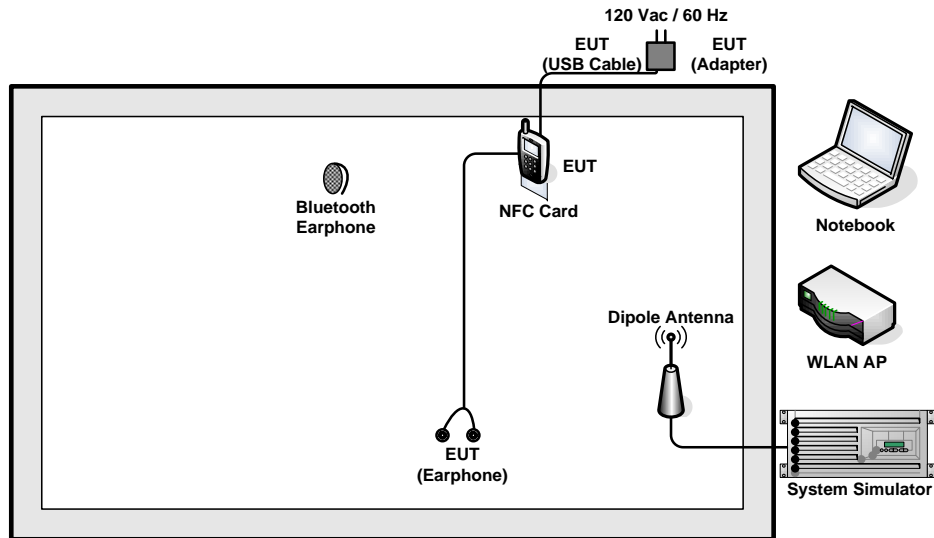 120 Vac / 60 Hz
EUT
(USB Cable)
EUT
(Adapter)
EUT
NFC Card
Bluetooth
Earphone
Notebook
Dipole Antenna
WLAN AP
EUT
(Earphone)
System Simulator